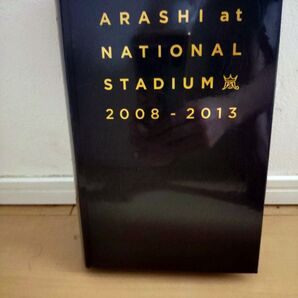 ARASHI at
NATIONAL
STADIUM 嵐
2008 - 2013